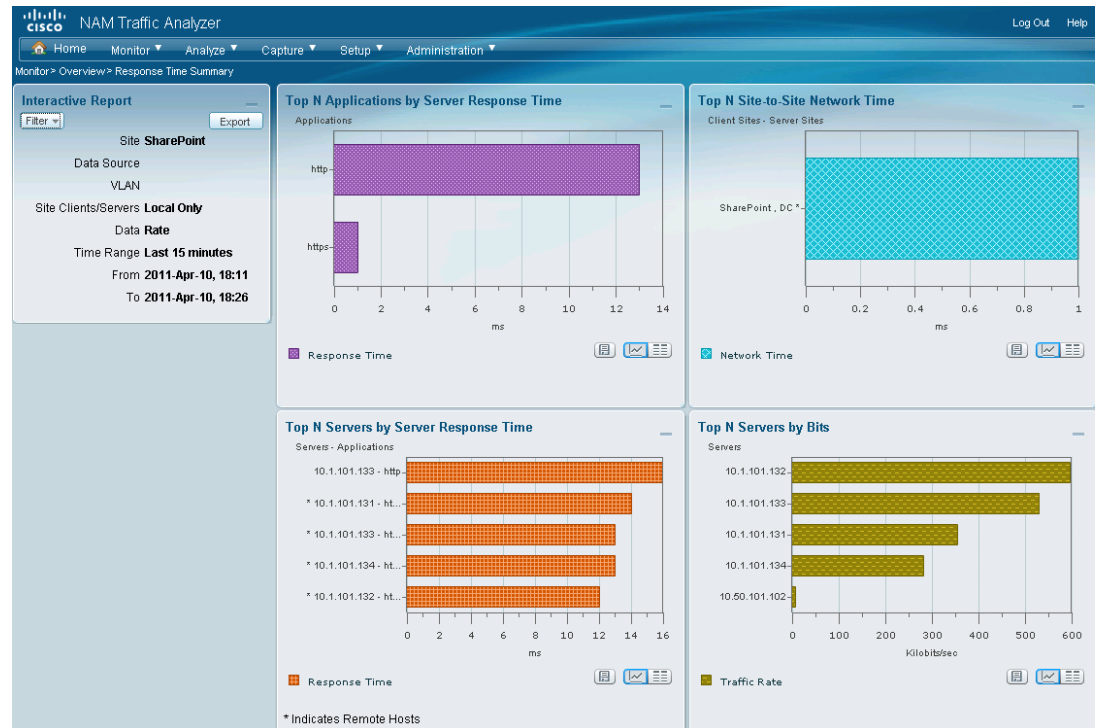 CISCO NAM Traffic Analyzer
Log Out Help
Home Monitor Analyze Capture Setup Administration
Monitor> Overview> Response Time Summary
Interactive Report
Filter Export
Site SharePoint
Data Source
VLAN
Site Clients/Servers Local Only
Data Rate
Time Range Last 15 minutes
From 2011-Apr-10, 18:11
To 2011-Apr-10, 18:26
Top N Applications by Server Response Time
Applications
http
https
0 2 4 6 8 10 12 14
ms
Response Time
Top N Site-to-Site Network Time
Client Sites - Server Sites
SharePoint , DC *
0 0.2 0.4 0.6 0.8 1
ms
Network Time
Top N Servers by Server Response Time
Servers - Applications
10.1.101.133 - http
* 10.1.101.131 - ht...
* 10.1.101.133 - ht...
* 10.1.101.134 - ht...
* 10.1.101.132 - ht...
0 2 4 6 8 10 12 14 16
ms
Response Time
* Indicates Remote Hosts
Top N Servers by Bits
Servers
10.1.101.132
10.1.101.133
10.1.101.131
10.1.101.134
10.50.101.102
0 100 200 300 400 500 600
Kilobits/sec
Traffic Rate